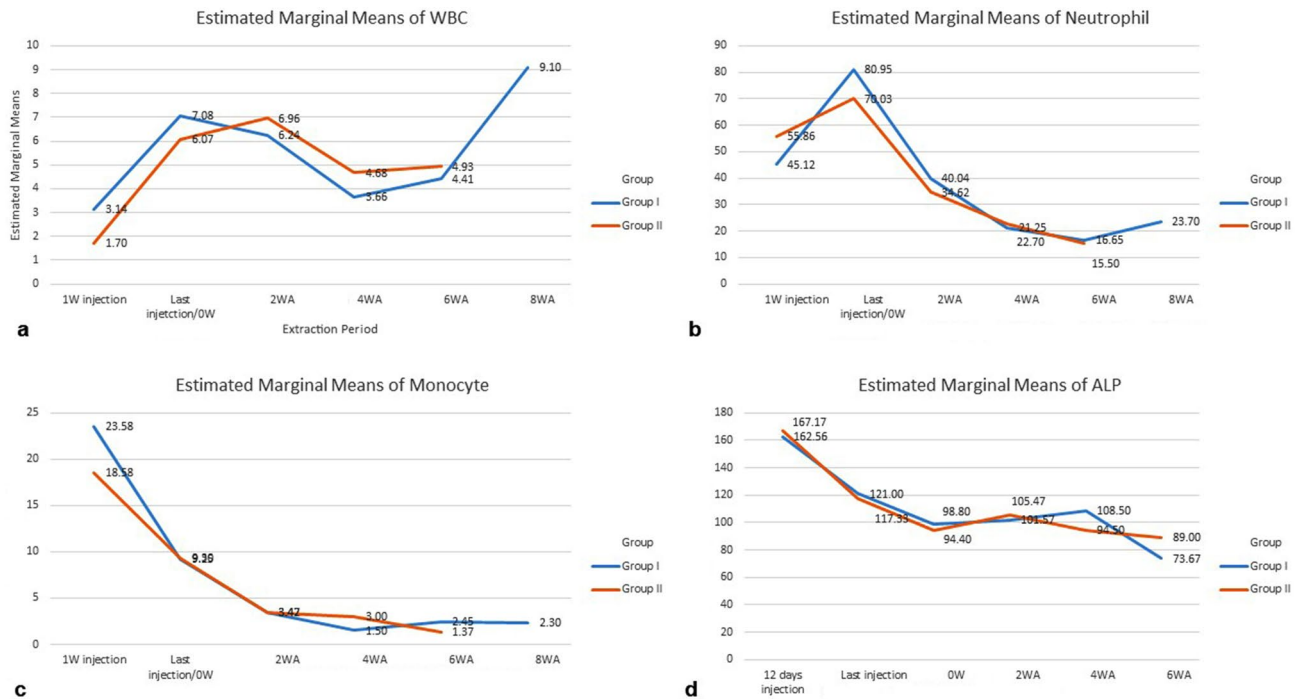 Estimated Marginal Means of WBC
10
9
8
7
6
5
4
3
2
1
0
Estimated Marginal Means
3.14
1.70
7.08
6.07
6.96
6.24
4.68
3.66
4.93
4.41
9.10
Group
Group I
Group II
1W injection
Last
injetction/0W
2WA
4WA
6WA
8WA
Extraction Period
a
Estimated Marginal Means of Neutrophil
90
80
70
60
50
40
30
20
10
0
55.86
45.12
80.95
70.03
40.04
34.62
21.25
22.70
16.65
15.50
23.70
Group
Group I
Group II
1W injection
Last
injection/0W
2WA
4WA
6WA
8WA
b
Estimated Marginal Means of Monocyte
25
20
15
10
5
0
23.58
18.58
3.00
1.50
2.45
1.37
2.30
Group
Group I
Group II
1W injection
Last
injection/0W
2WA
4WA
6WA
8WA
c
Estimated Marginal Means of ALP
180
160
140
120
100
80
60
40
20
0
167.17
162.56
121.00
117.33
98.80
94.40
105.47
101.57
108.50
94.50
89.00
73.67
Group
Group I
Group II
12 days
injection
Last injection
0W
2WA
4WA
6WA
d